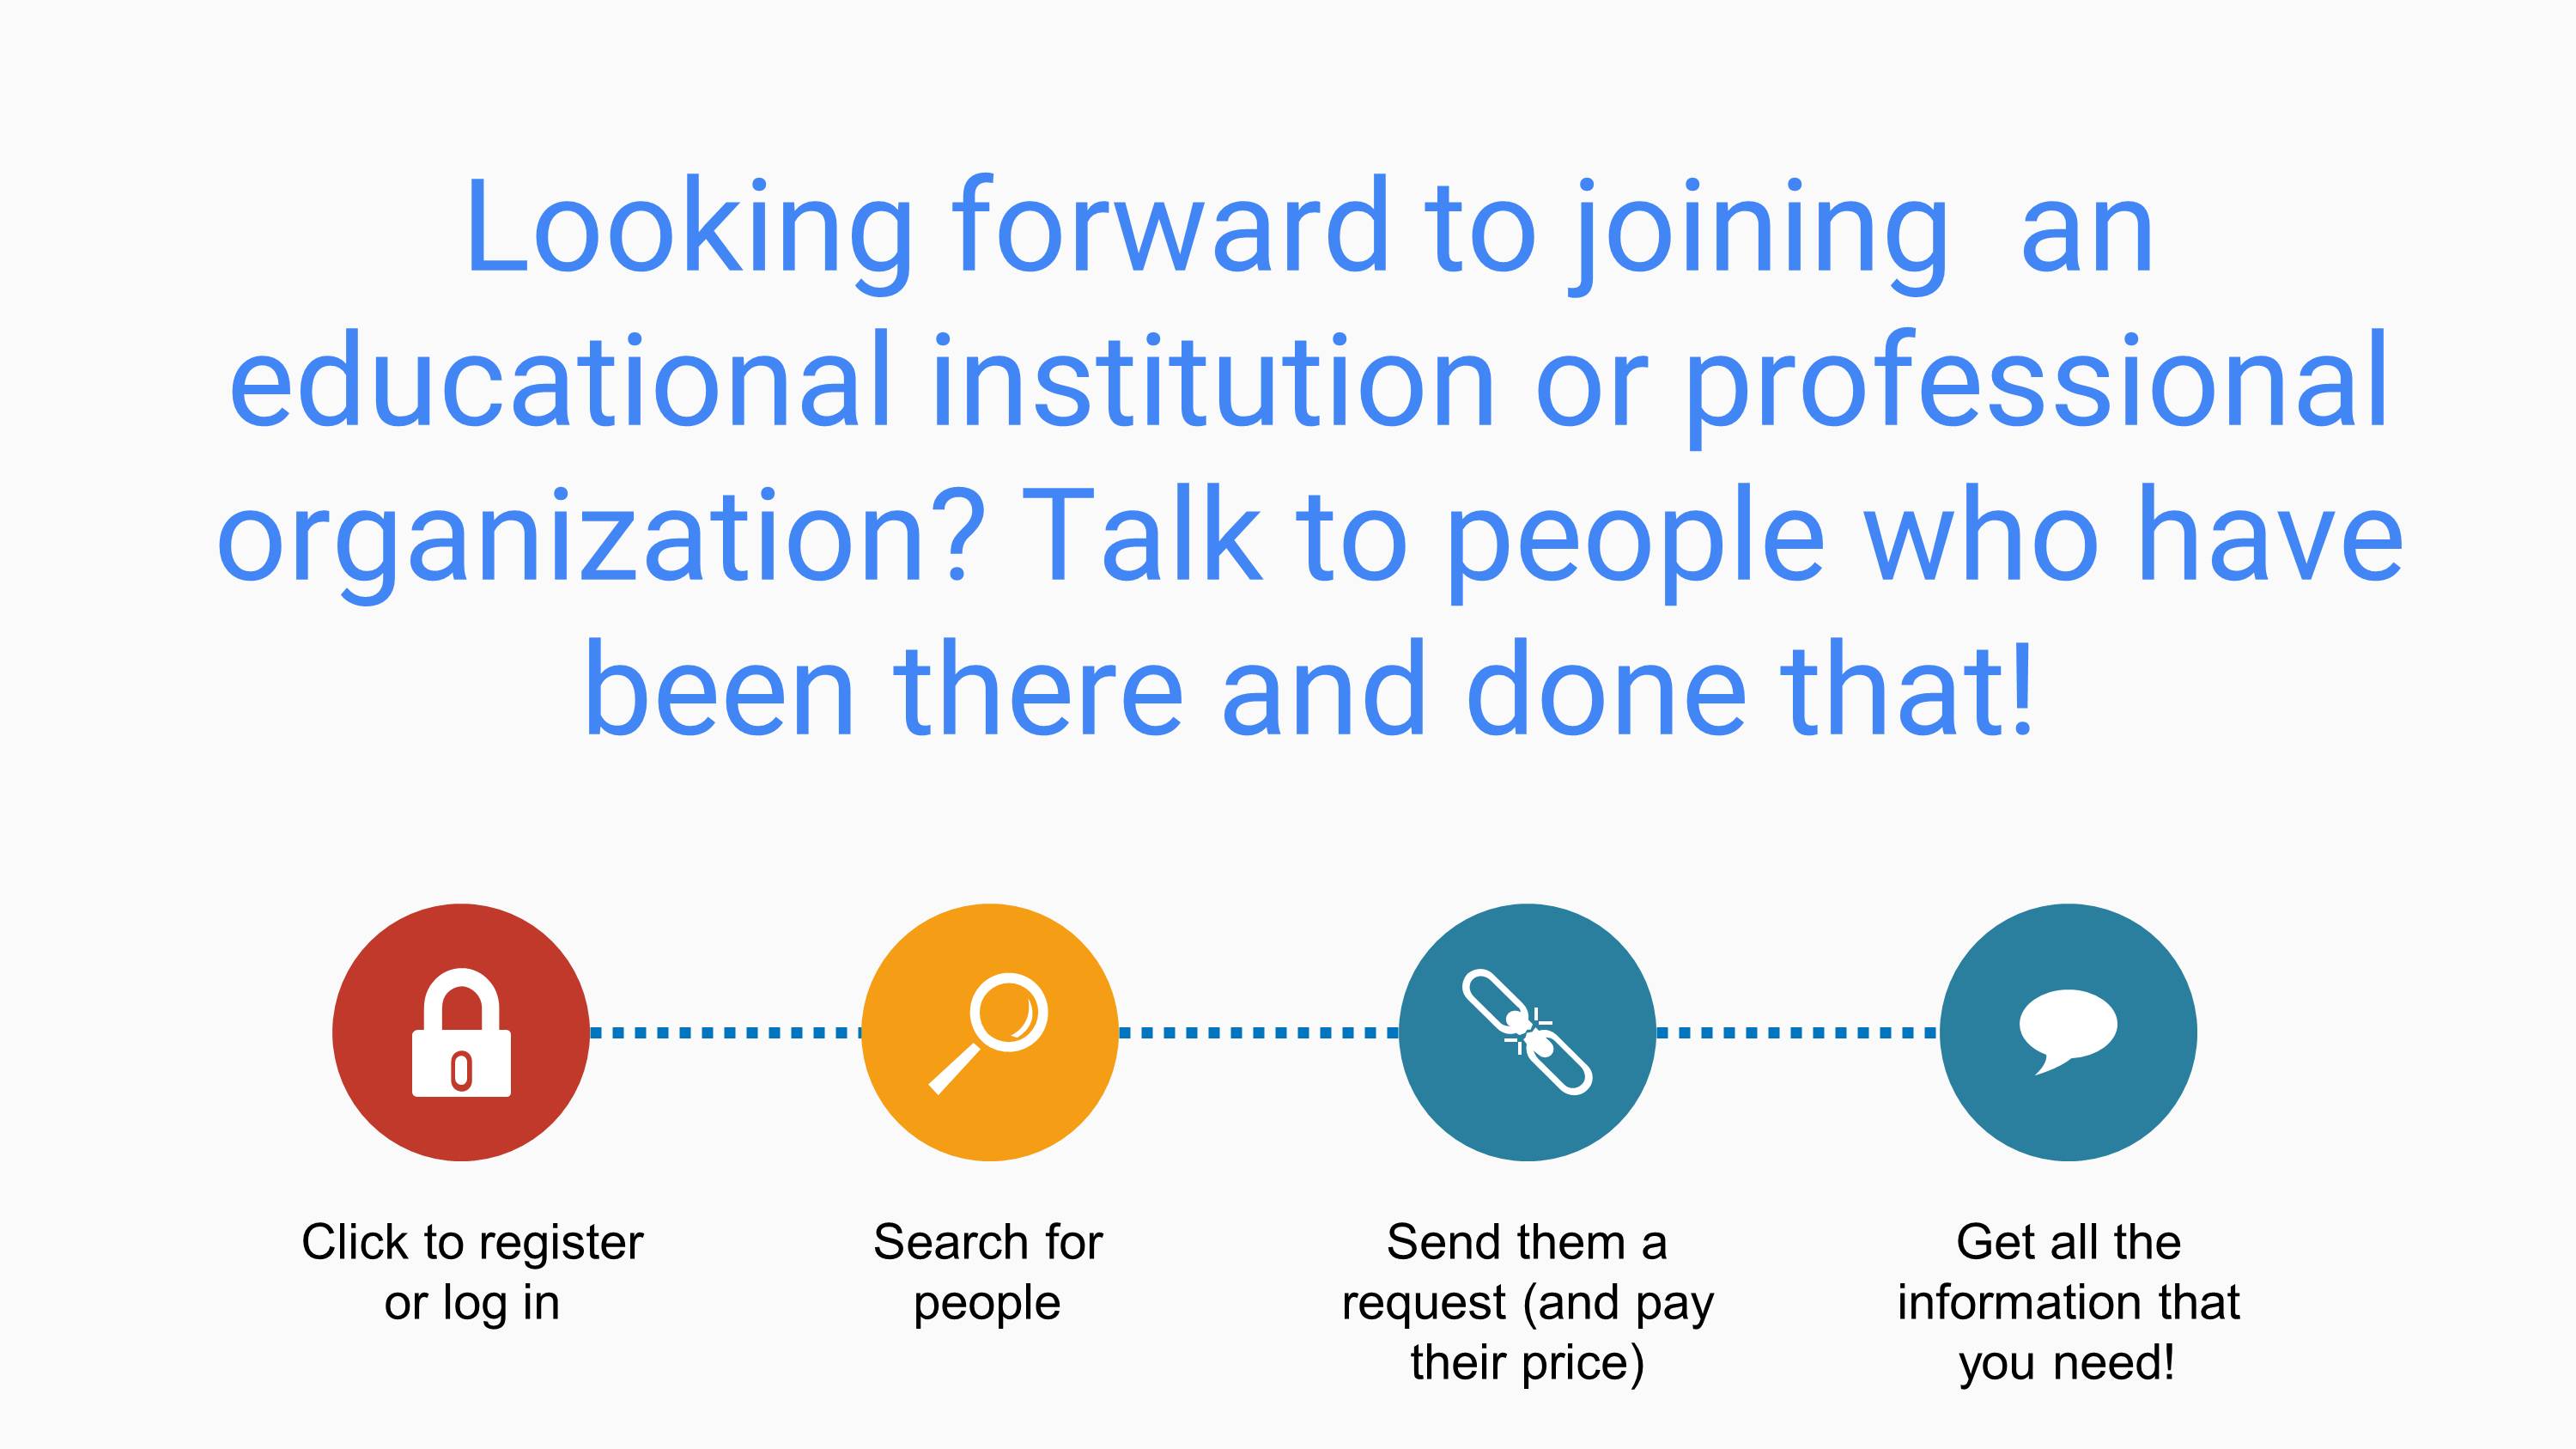 Looking forward to joining  an
educational institution or professional
organization? Talk to people who have
been there and done that!
Click to register
or log in
Search for
people
Send them a
request (and pay
their price)
Get all the
information that
you need!